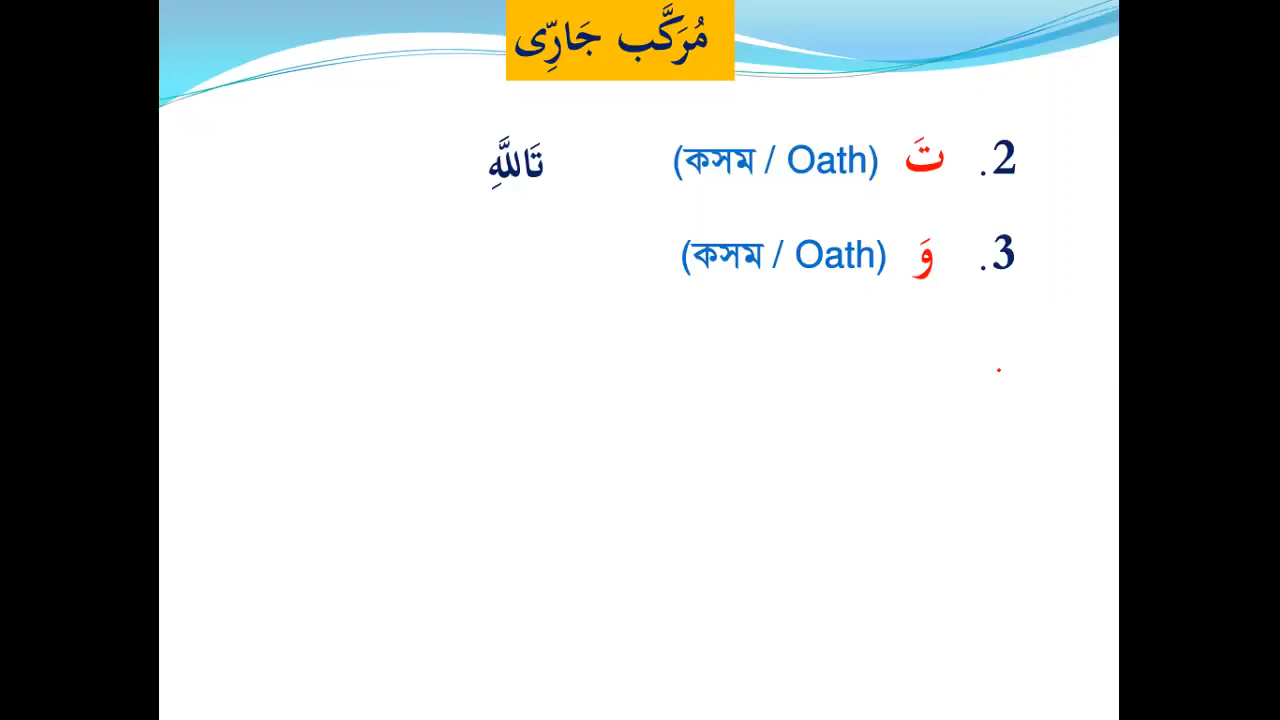 مُرَكَّب جَارِّی
2. تَ (কসম / Oath) تَاللَّهِ
3. وَ (কসম / Oath)